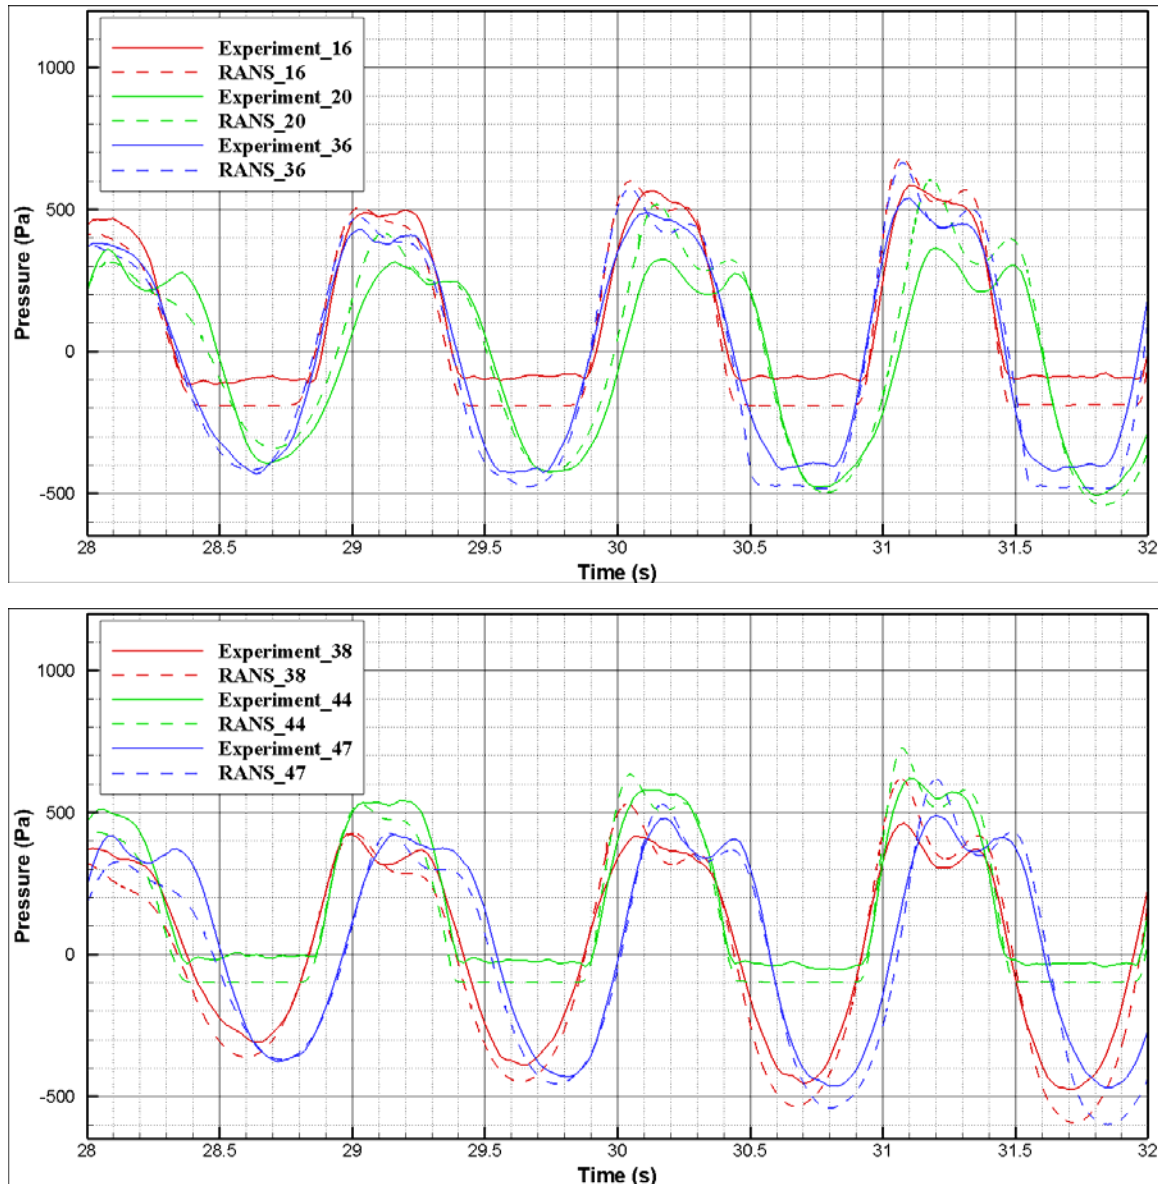 Experiment_16
RANS_16
Experiment_20
RANS_20
Experiment_36
RANS_36
1000
500
0
-500
Pressure (Pa)
28 28.5 29 29.5 30 30.5 31 31.5 32
Time (s)
Experiment_38
RANS_38
Experiment_44
RANS_44
Experiment_47
RANS_47
1000
500
0
-500
Pressure (Pa)
28 28.5 29 29.5 30 30.5 31 31.5 32
Time (s)